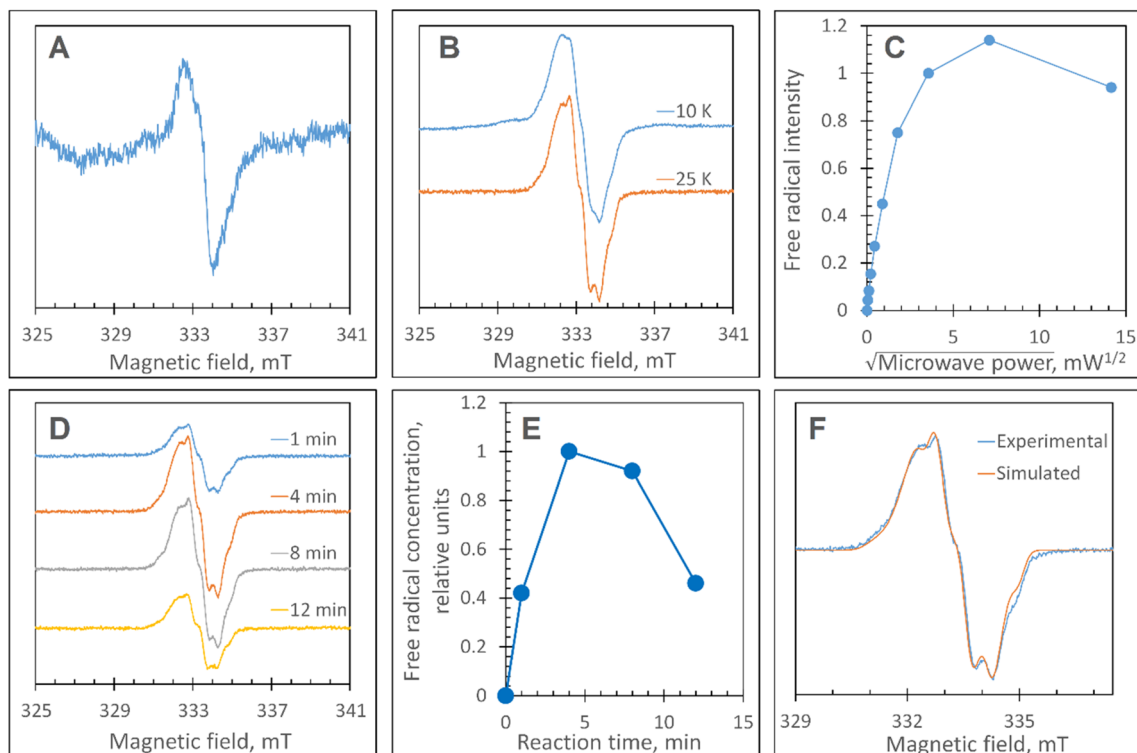 A
325 329 333 337 341
Magnetic field, mT
B
10 K
25 K
325 329 333 337 341
Magnetic field, mT
C
Free radical intensity
1.2
1
0.8
0.6
0.4
0.2
0
0 5 10 15
√Microwave power, mW1/2
D
1 min
4 min
8 min
12 min
325 329 333 337 341
Magnetic field, mT
E
Free radical concentration,
relative units
1.2
1
0.8
0.6
0.4
0.2
0
0 5 10 15
Reaction time, min
F
Experimental
Simulated
329 332 335
Magnetic field, mT